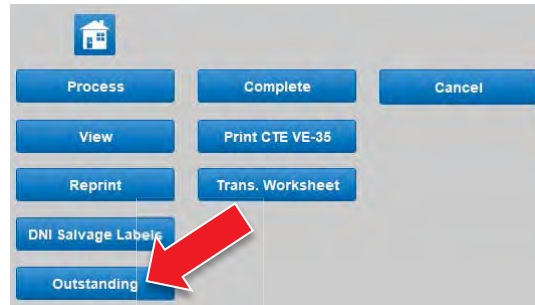 Process
Complete
Cancel
View
Print CTE VE-35
Reprint
Trans. Worksheet
DNI Salvage Labels
Outstanding